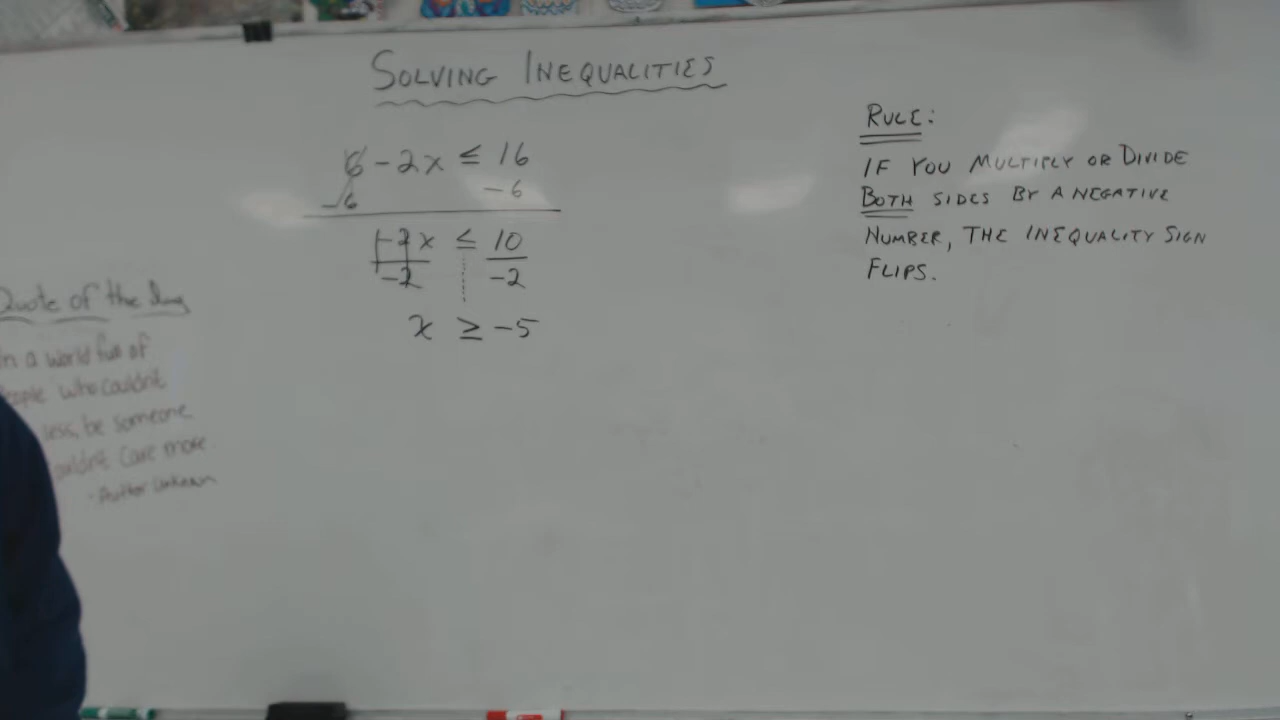 SOLVING INEQUALITIES
6 - 2x ≤ 16
-6 -6
-2x ≤ 10
-2 -2
x ≥ -5
RULE:
IF YOU MULTIPLY OR DIVIDE
BOTH SIDES BY A NEGATIVE
NUMBER, THE INEQUALITY SIGN
FLIPS.
Quote of the day
In a world full of
people who couldn't
less, be someone
couldn't care more
- Author Unknown